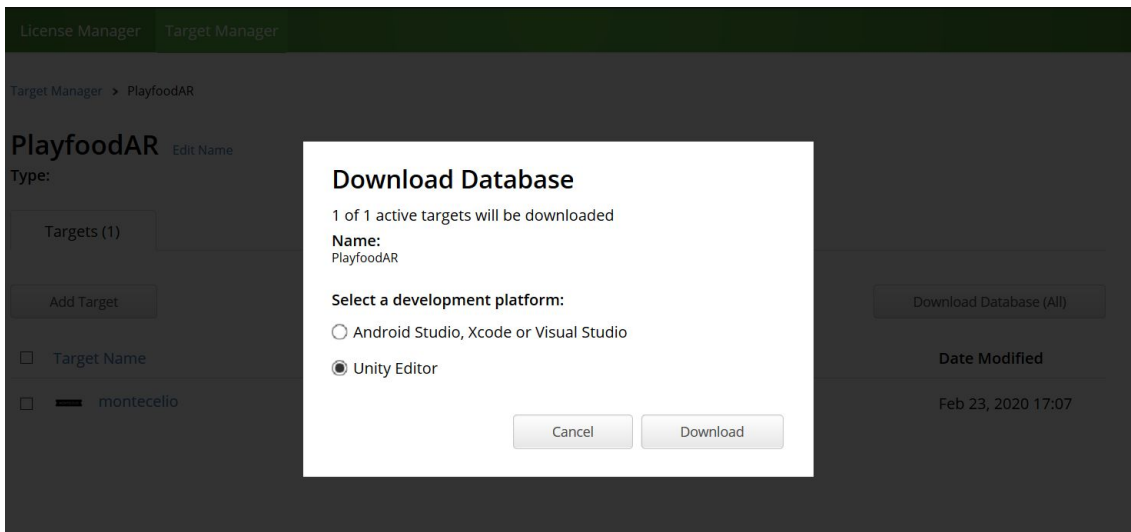 License Manager Target Manager
Target Manager > PlayfoodAR
PlayfoodAR Edit Name
Type:
Targets (1)
Add Target
Download Database (All)
Target Name
Date Modified
montecelio
Feb 23, 2020 17:07
Download Database
1 of 1 active targets will be downloaded
Name:
PlayfoodAR
Select a development platform:
Android Studio, Xcode or Visual Studio
Unity Editor
Cancel Download